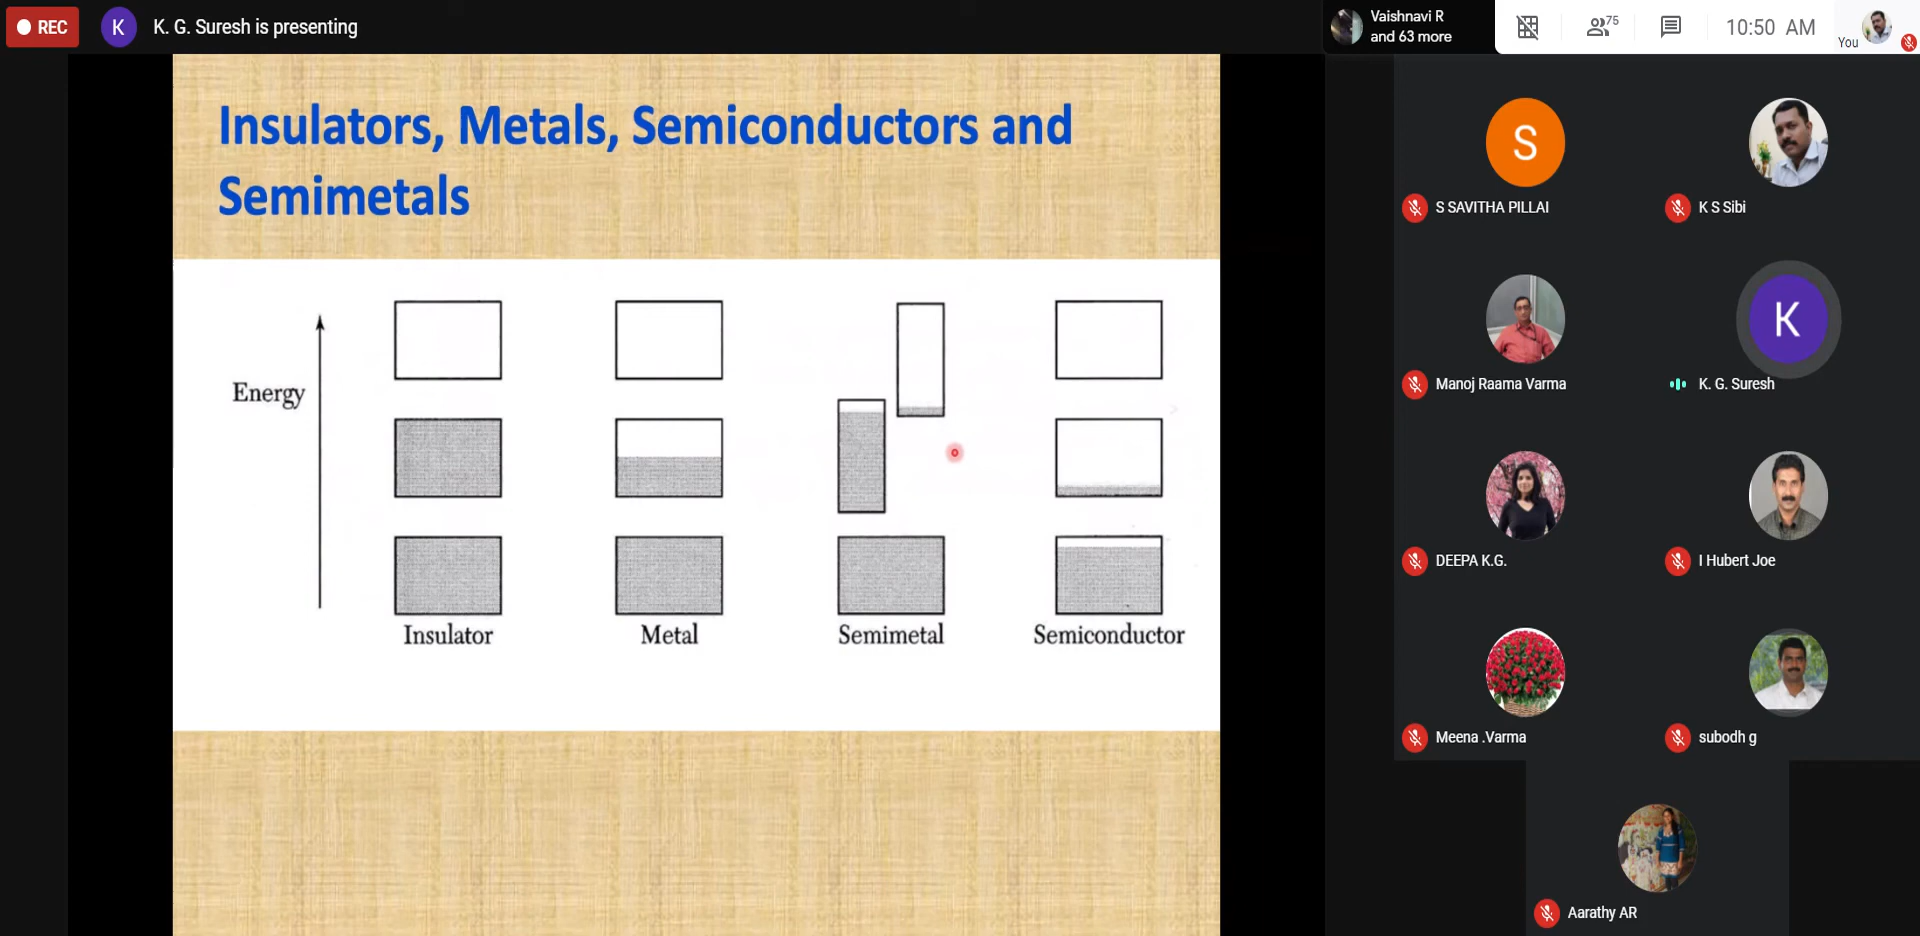 REC
K
K. G. Suresh is presenting
Vaishnavi R
and 63 more
75
10:50 AM
You
Insulators, Metals, Semiconductors and
Semimetals
Energy
Insulator
Metal
Semimetal
Semiconductor
S
S SAVITHA PILLAI
K S Sibi
Manoj Raama Varma
K
K. G. Suresh
DEEPA K.G.
I Hubert Joe
Meena .Varma
subodh g
Aarathy AR